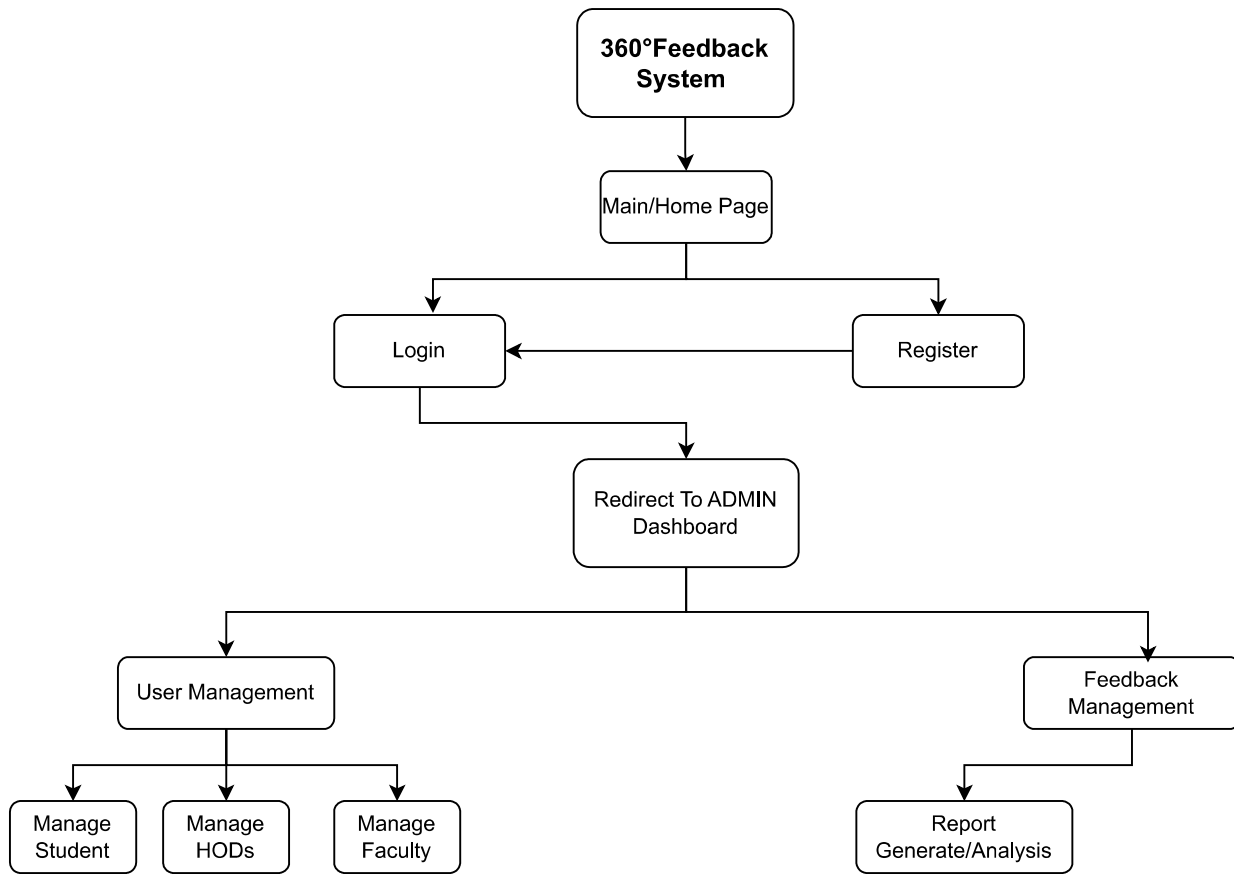 360°Feedback
System
Main/Home Page
Login
Register
Redirect To ADMIN
Dashboard
User Management
Feedback
Management
Manage
Student
Manage
HODs
Manage
Faculty
Report
Generate/Analysis